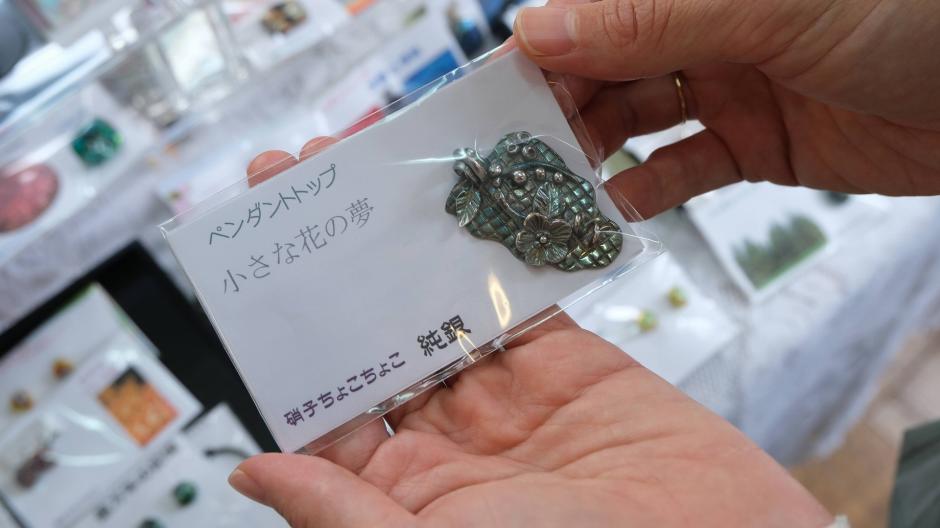 ペンダントトップ
小さな花の夢
硝子ちょこちょこ 純銀